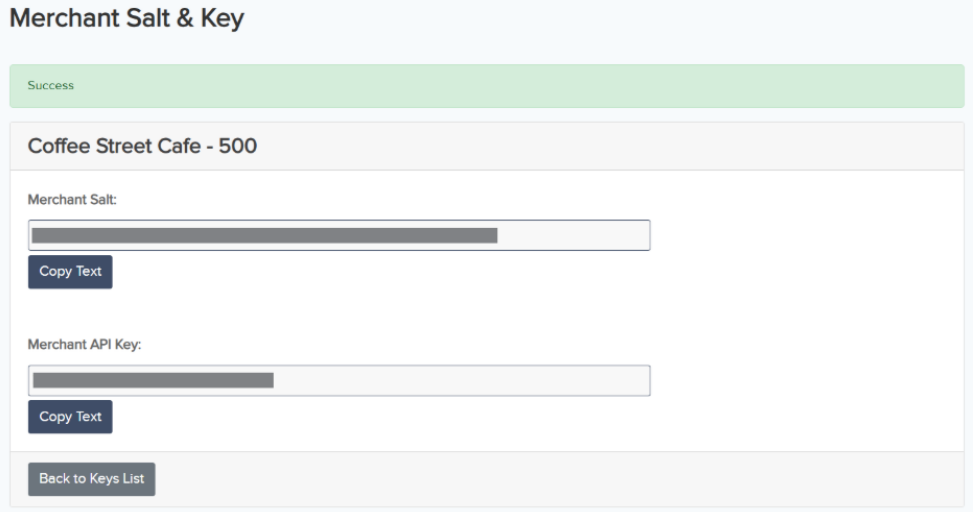 Merchant Salt & Key
Success
Coffee Street Cafe - 500
Merchant Salt:
Copy Text
Merchant API Key:
Copy Text
Back to Keys List